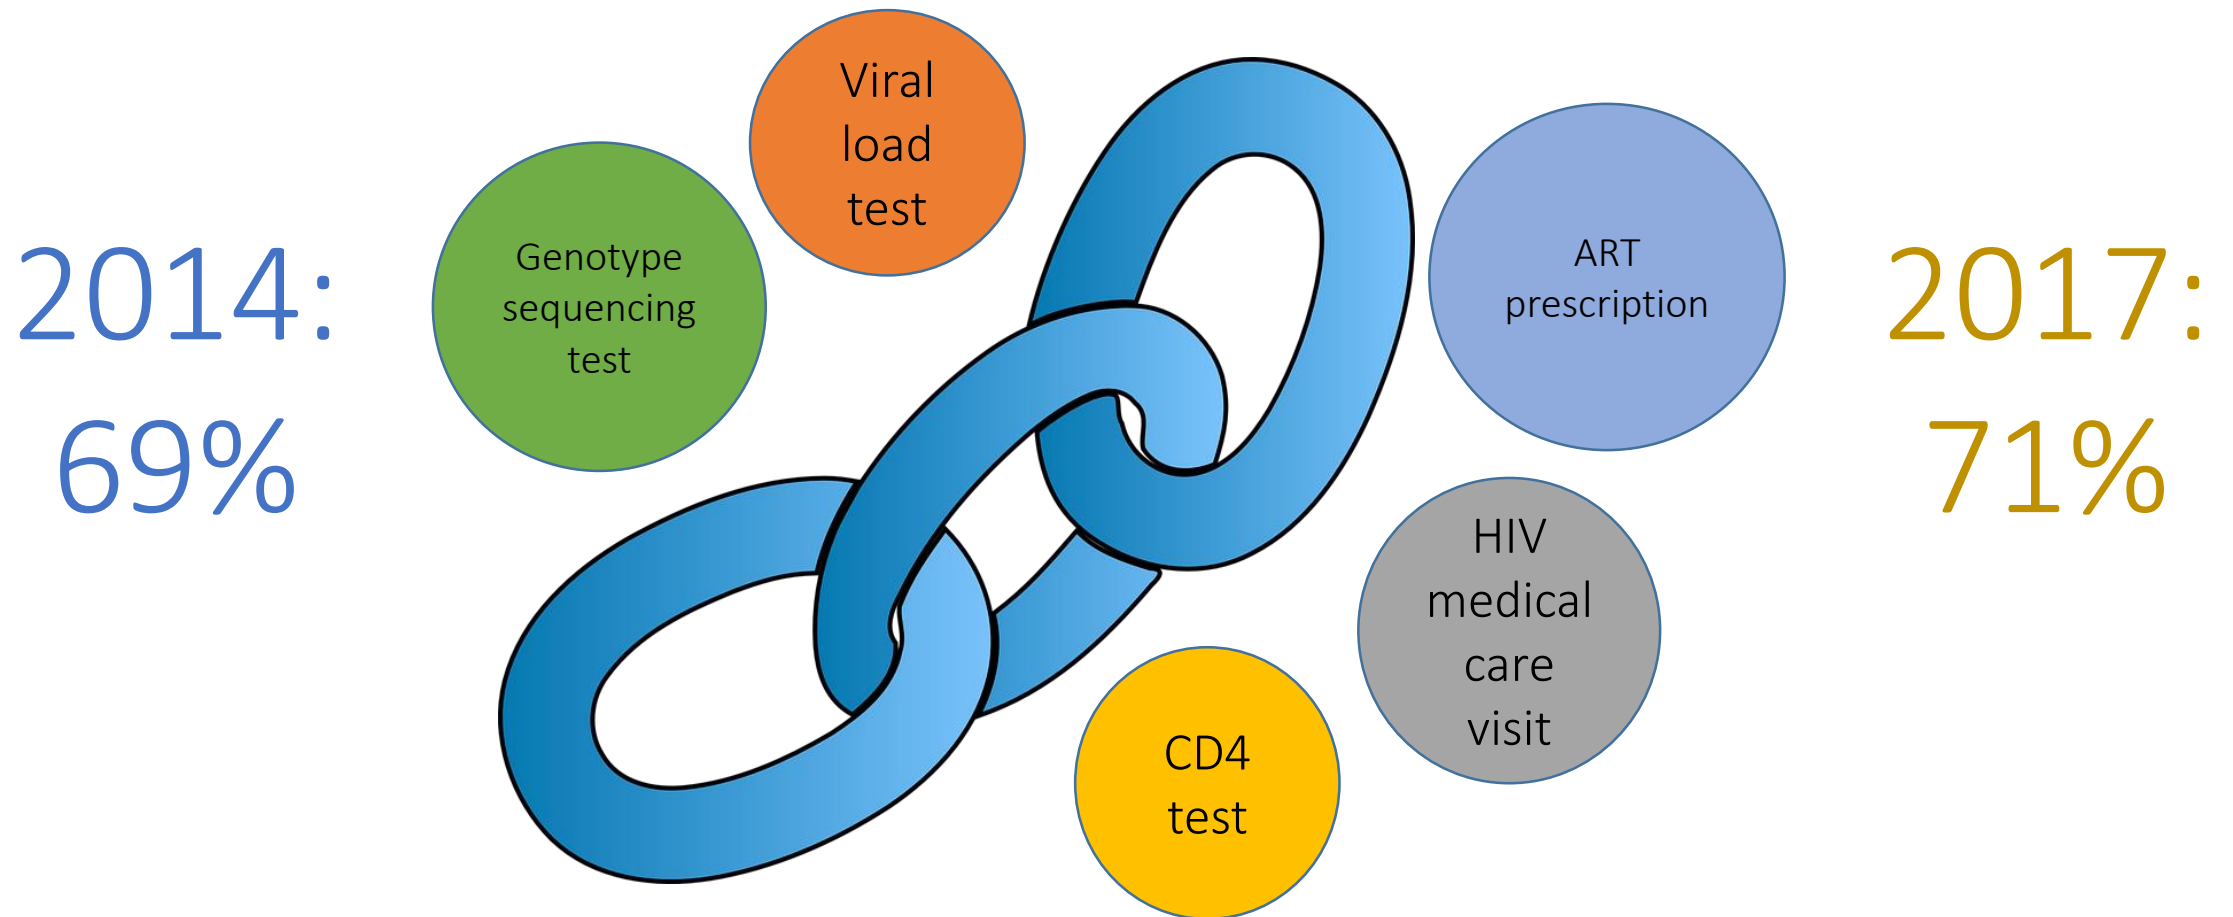 2014:
69%
Genotype
sequencing
test
Viral
load
test
ART
prescription
HIV
medical
care
visit
CD4
test
2017:
71%